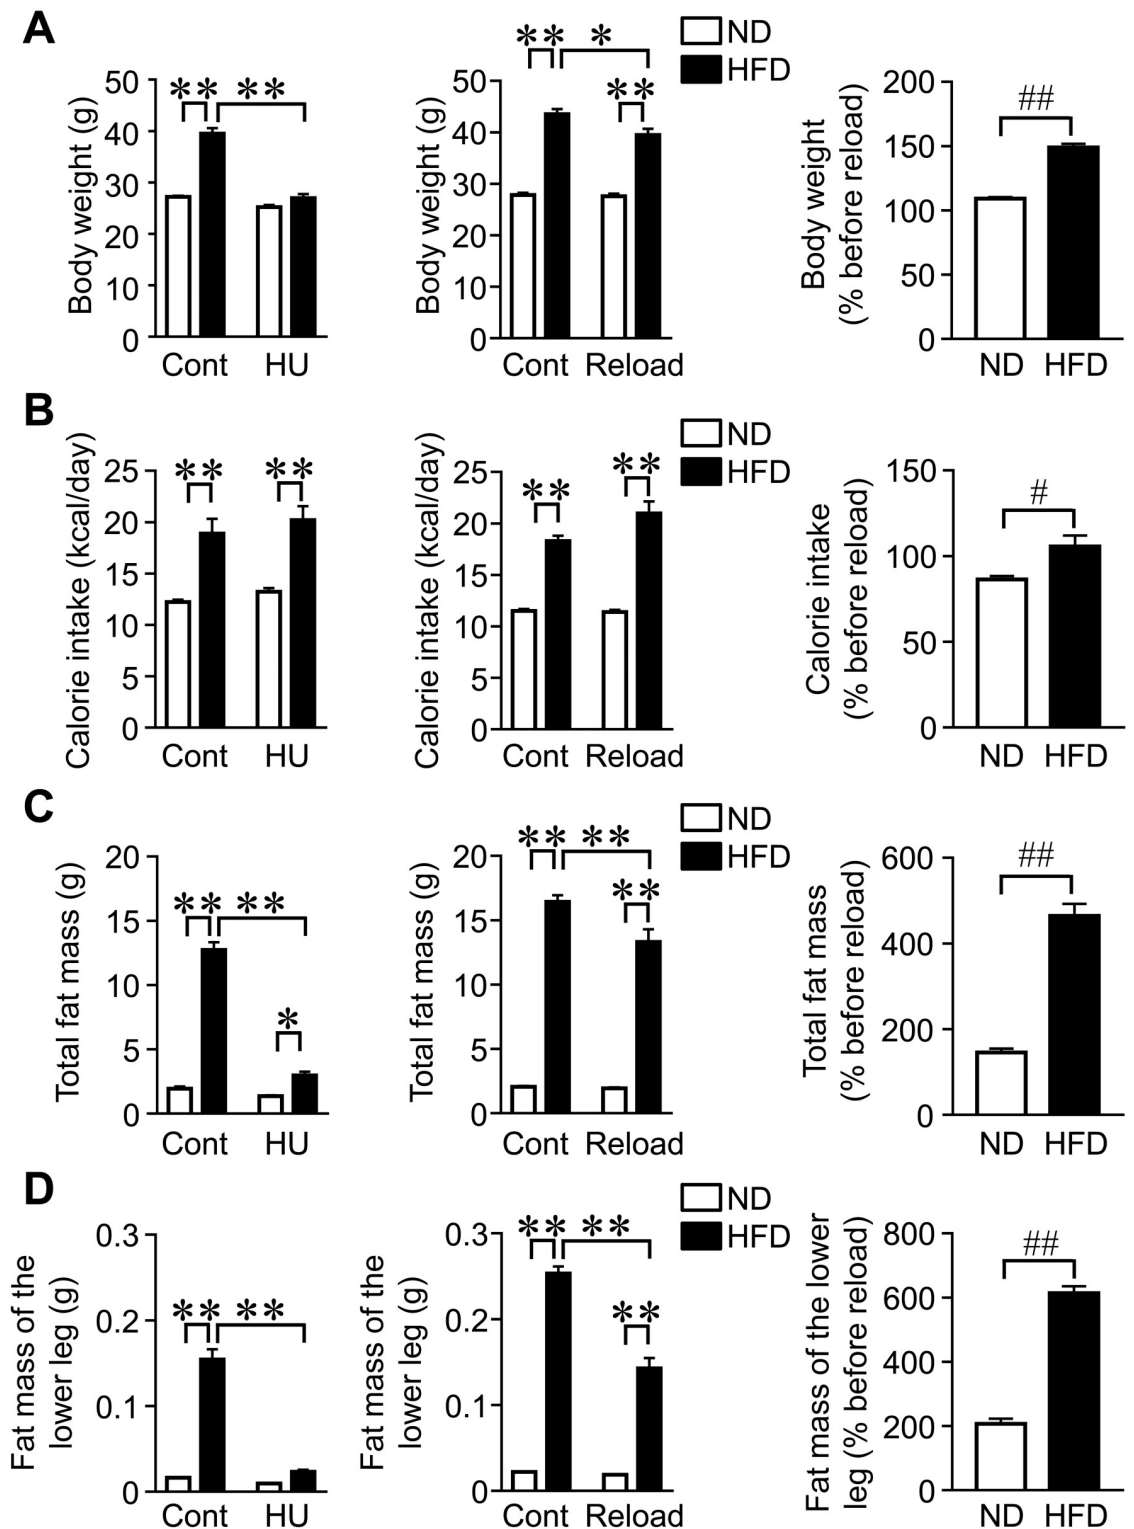 A
ND
HFD
Body weight (g)
50
40
30
20
10
0
**
**
Cont
HU
Body weight (g)
50
40
30
20
10
0
**
*
**
Cont
Reload
Body weight
(% before reload)
200
150
100
50
0
##
ND
HFD
B
ND
HFD
Calorie intake (kcal/day)
25
20
15
10
5
0
**
**
Cont
HU
Calorie intake (kcal/day)
25
20
15
10
5
0
**
**
Cont
Reload
Calorie intake
(% before reload)
150
100
50
0
#
ND
HFD
C
ND
HFD
Total fat mass (g)
20
15
10
5
0
**
**
*
Cont
HU
Total fat mass (g)
20
15
10
5
0
**
**
**
Cont
Reload
Total fat mass
(% before reload)
600
400
200
0
##
ND
HFD
D
ND
HFD
Fat mass of the
lower leg (g)
0.3
0.2
0.1
0
**
**
Cont
HU
Fat mass of the
lower leg (g)
0.3
0.2
0.1
0
**
**
**
Cont
Reload
Fat mass of the lower
leg (% before reload)
800
600
400
200
0
##
ND
HFD